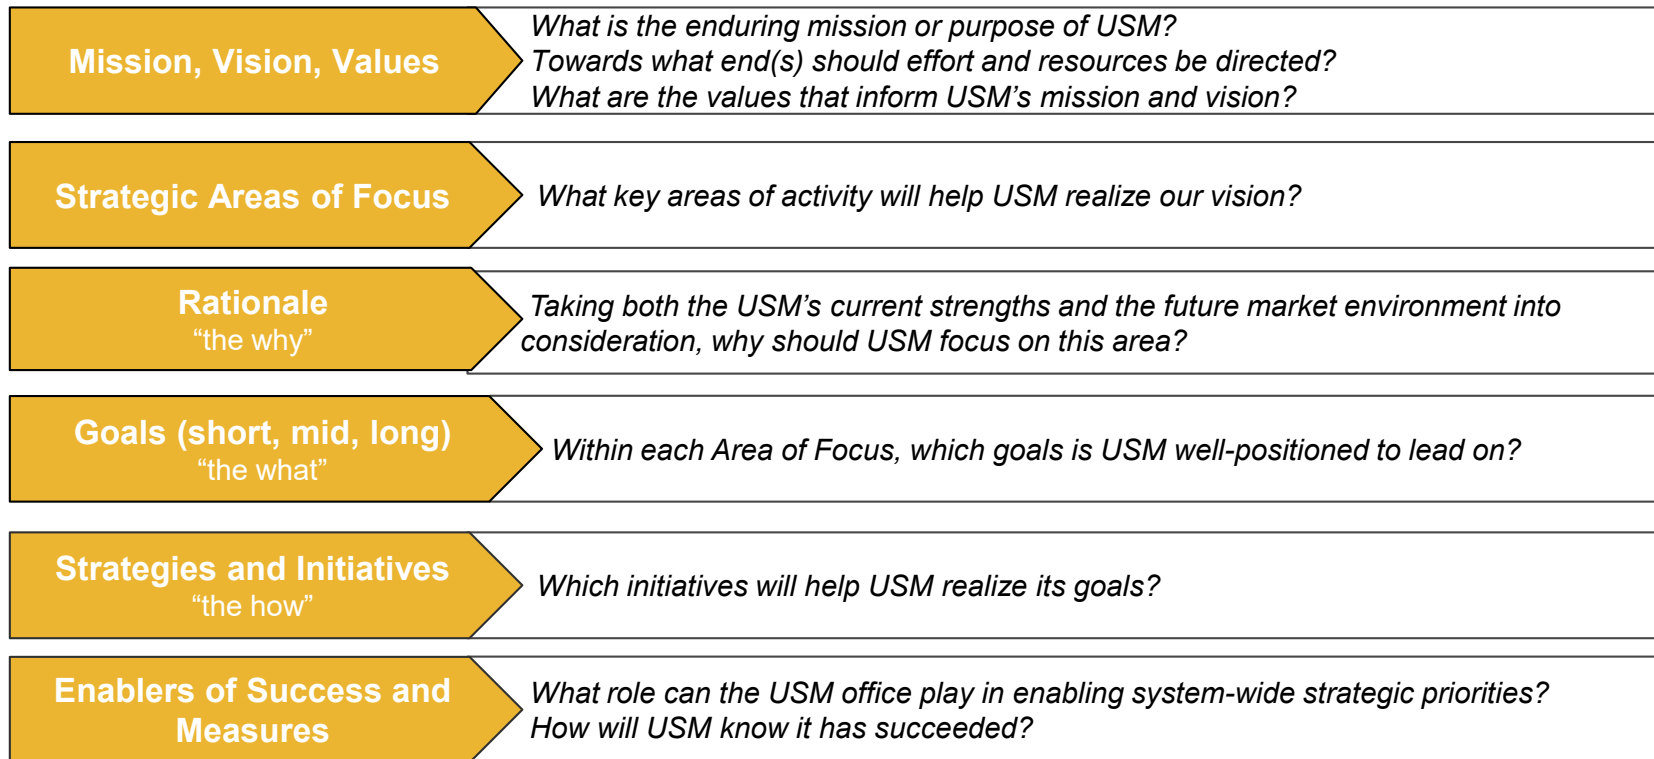 Mission, Vision, Values
What is the enduring mission or purpose of USM?
Towards what end(s) should effort and resources be directed?
What are the values that inform USM’s mission and vision?
Strategic Areas of Focus
What key areas of activity will help USM realize our vision?
Rationale
“the why”
Taking both the USM’s current strengths and the future market environment into
consideration, why should USM focus on this area?
Goals (short, mid, long)
“the what”
Within each Area of Focus, which goals is USM well-positioned to lead on?
Strategies and Initiatives
“the how”
Which initiatives will help USM realize its goals?
Enablers of Success and
Measures
What role can the USM office play in enabling system-wide strategic priorities?
How will USM know it has succeeded?